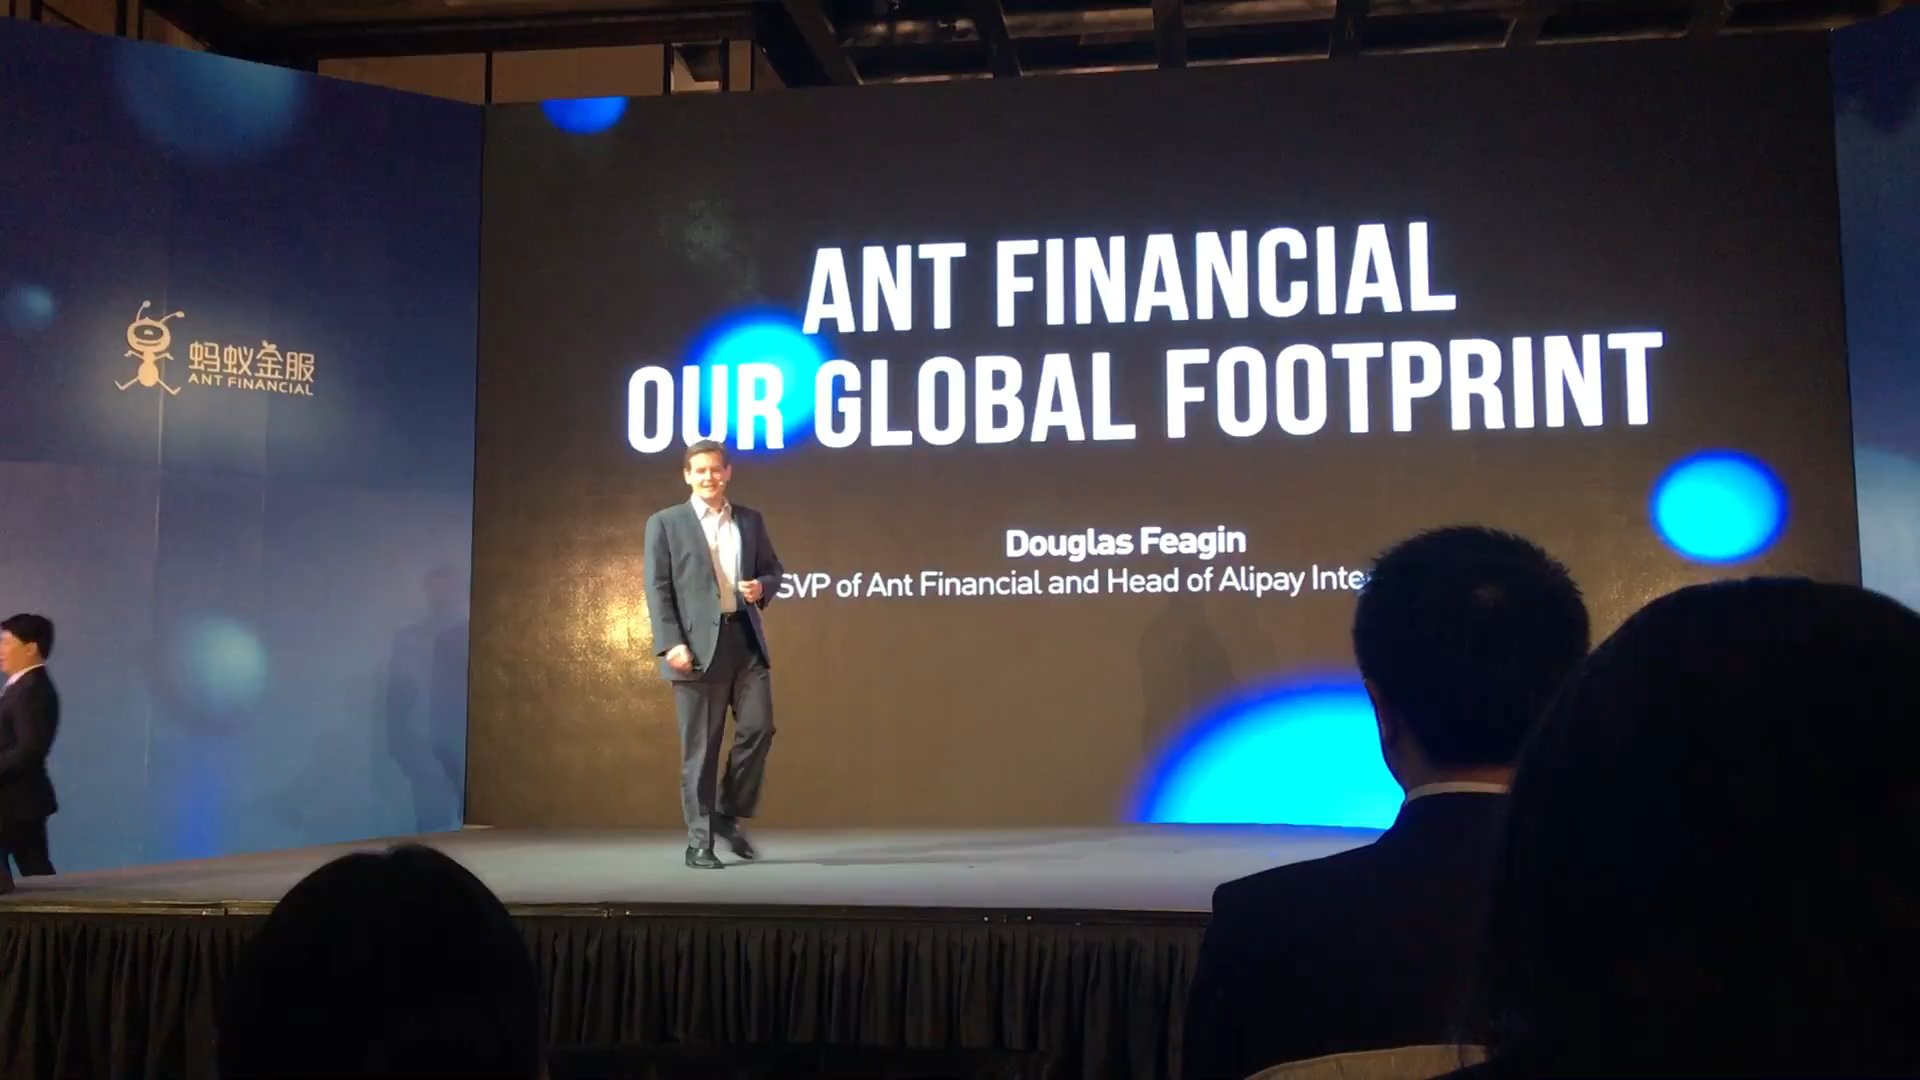 蚂蚁金服
ANT FINANCIAL
ANT FINANCIAL
OUR GLOBAL FOOTPRINT
Douglas Feagin
SVP of Ant Financial and Head of Alipay Inte